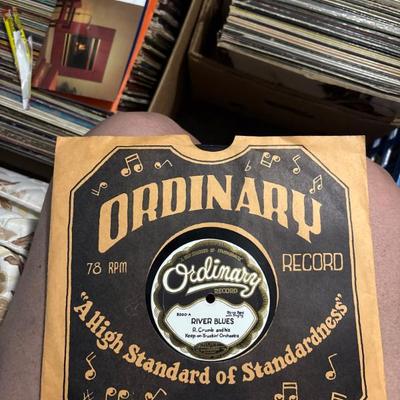 ORDINARY
78 RPM
RECORD
Ordinary
RECORD
5220-A
RIVER BLUES
R. Crumb and his
Keep-on-Truckin' Orchestra
"A High Standard of Standardness"